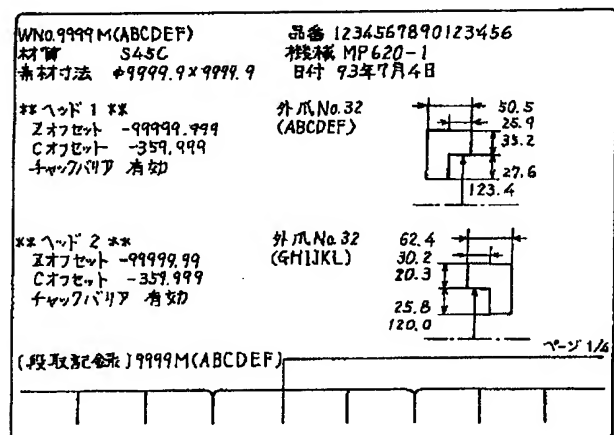 WNo.9999M(ABCDEF) 品番 1234567890123456
材質 S45C 機械 MP620-1
素材寸法 φ9999.9×9999.9 日付 93年7月4日
** ヘッド 1 ** 外爪No.32 50.5
Zオフセット -99999.999 (ABCDEF) 25.9
Cオフセット -359.999 35.2
チャックバリア 有効 27.6
123.4
** ヘッド 2 ** 外爪No.32 62.4
Zオフセット -99999.99 (GHIJKL) 30.2
Cオフセット -359.999 20.3
チャックバリア 有効 25.8
120.0
ページ 1/4
(段取記録) 9999M(ABCDEF)